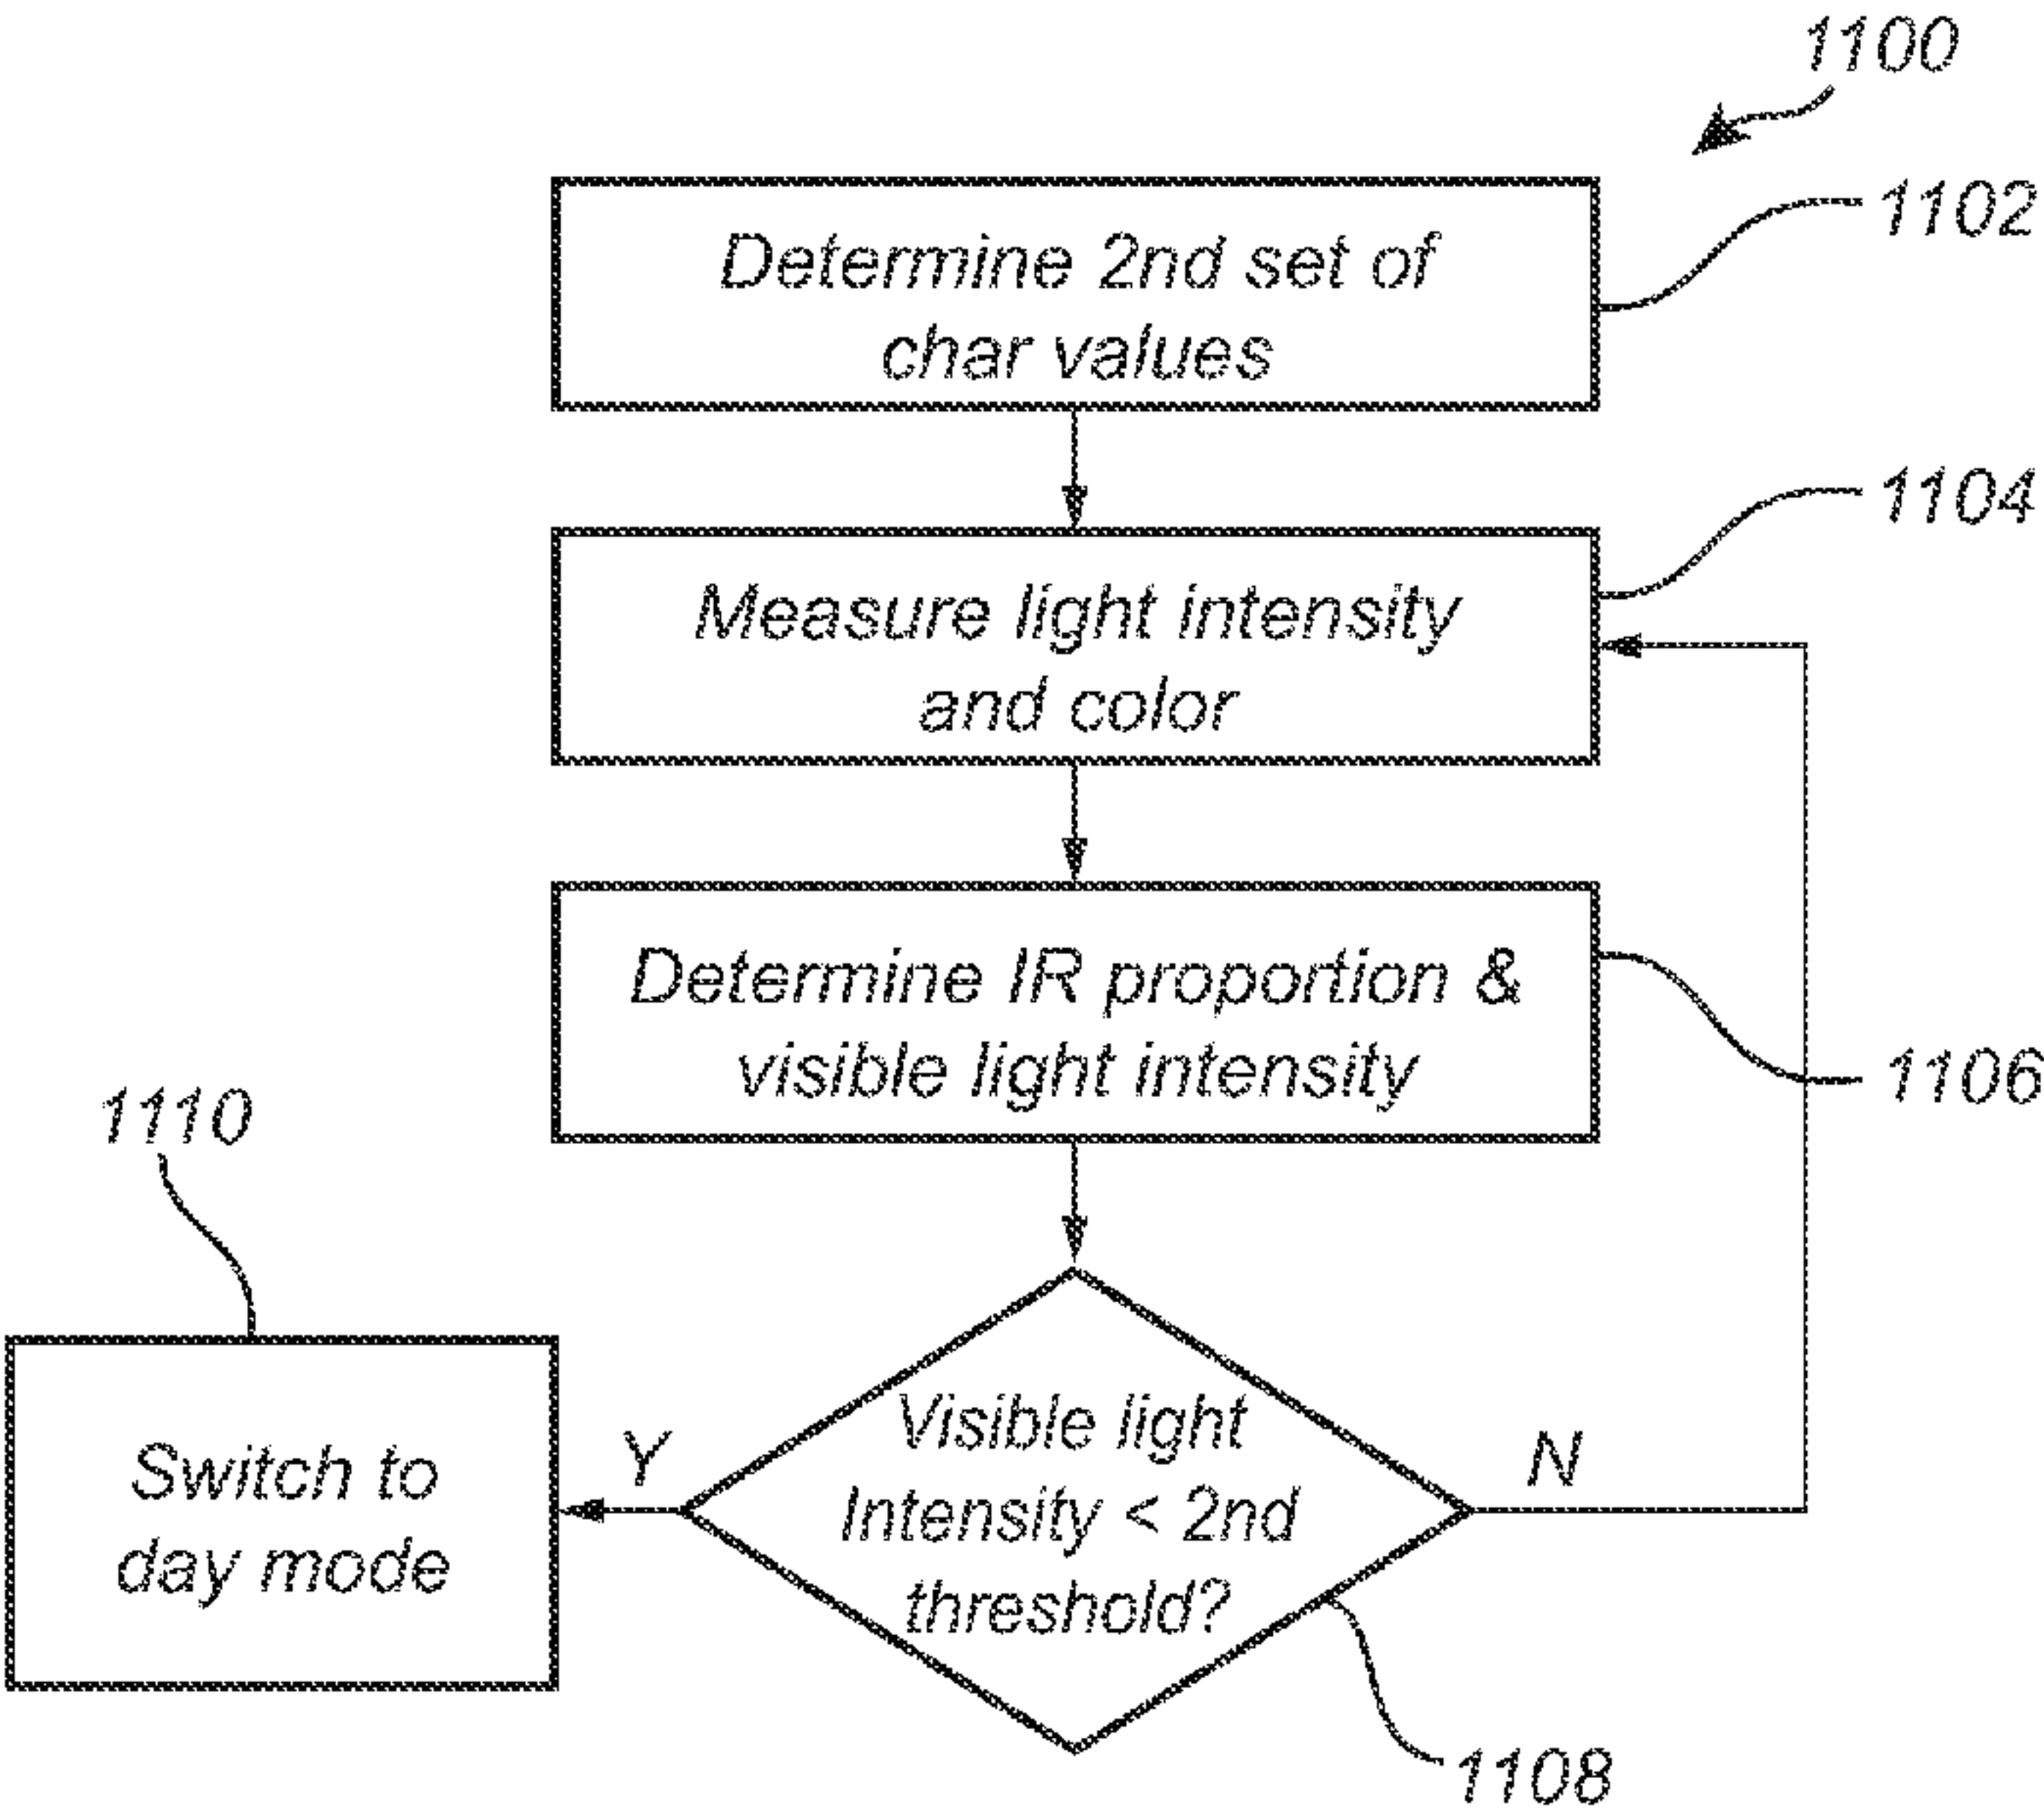 1100
1102
Determine 2nd set of
char values
1104
Measure light intensity
and color
Determine IR proportion &
visible light intensity
1106
1110
Switch to
day mode
Y
Visible light
Intensity < 2nd
threshold?
N
1108